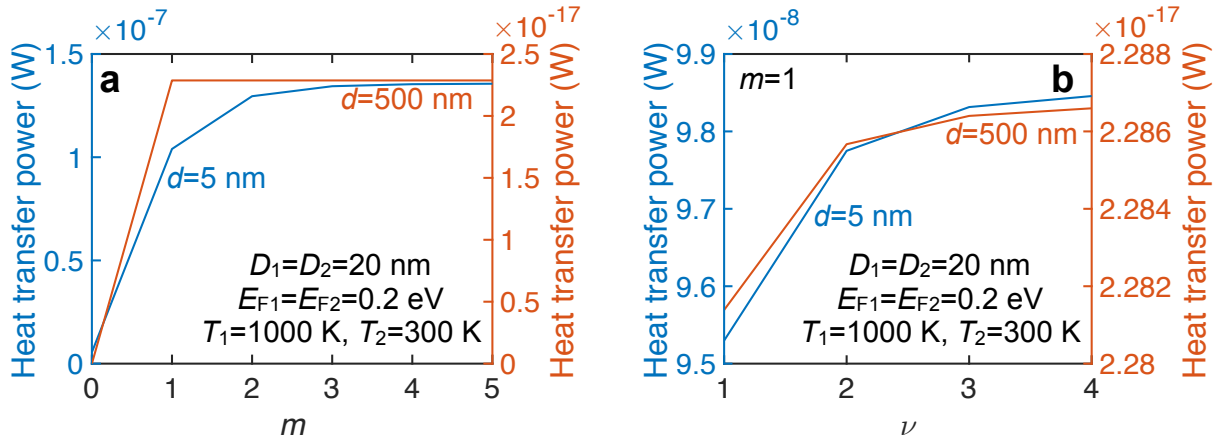 ×10⁻⁷
×10⁻¹⁷
Heat transfer power (W)
1.5
1
0.5
0
a
2.5
2
1.5
1
0.5
0
Heat transfer power (W)
d=500 nm
d=5 nm
D₁=D₂=20 nm
E_F1=E_F2=0.2 eV
T₁=1000 K, T₂=300 K
0 1 2 3 4 5
m
×10⁻⁸
×10⁻¹⁷
Heat transfer power (W)
9.9
9.8
9.7
9.6
9.5
m=1
b
2.288
2.286
2.284
2.282
2.28
Heat transfer power (W)
d=500 nm
d=5 nm
D₁=D₂=20 nm
E_F1=E_F2=0.2 eV
T₁=1000 K, T₂=300 K
1 2 3 4
ν